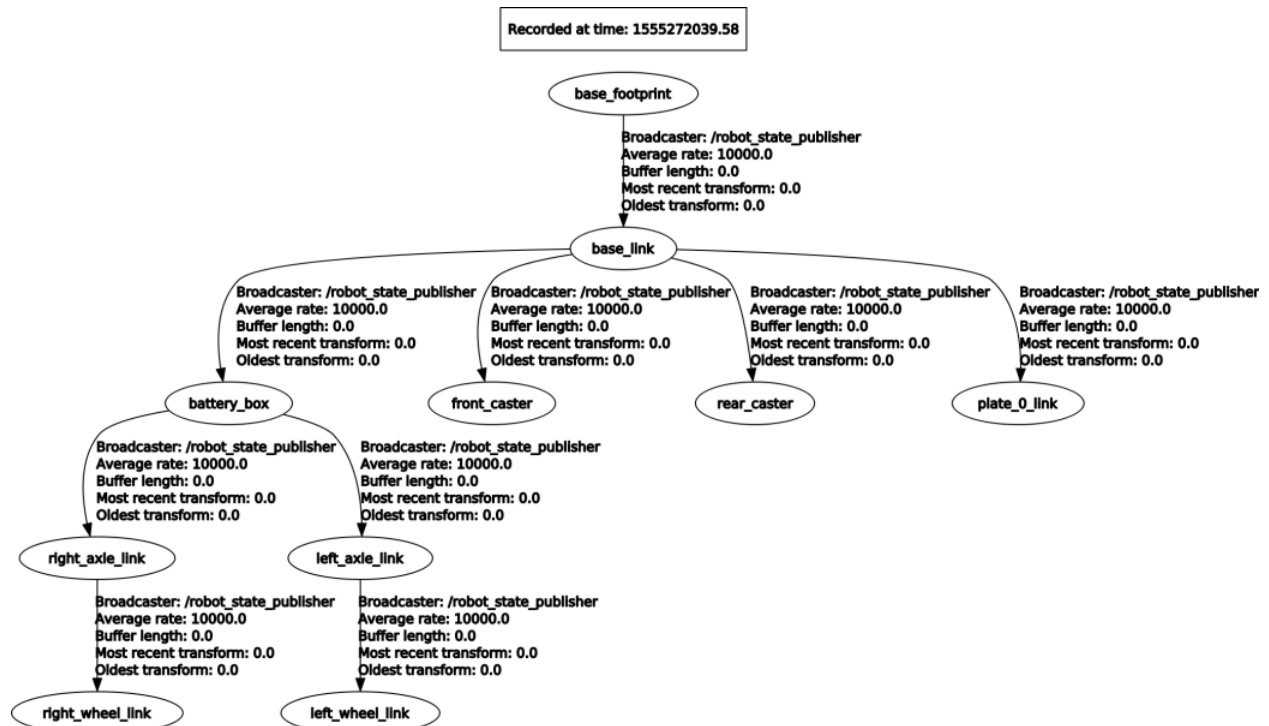 Recorded at time: 1555272039.58
base_footprint
Broadcaster: /robot_state_publisher
Average rate: 10000.0
Buffer length: 0.0
Most recent transform: 0.0
Oldest transform: 0.0
base_link
Broadcaster: /robot_state_publisher
Average rate: 10000.0
Buffer length: 0.0
Most recent transform: 0.0
Oldest transform: 0.0
Broadcaster: /robot_state_publisher
Average rate: 10000.0
Buffer length: 0.0
Most recent transform: 0.0
Oldest transform: 0.0
Broadcaster: /robot_state_publisher
Average rate: 10000.0
Buffer length: 0.0
Most recent transform: 0.0
Oldest transform: 0.0
Broadcaster: /robot_state_publisher
Average rate: 10000.0
Buffer length: 0.0
Most recent transform: 0.0
Oldest transform: 0.0
battery_box
front_caster
rear_caster
plate_0_link
Broadcaster: /robot_state_publisher
Average rate: 10000.0
Buffer length: 0.0
Most recent transform: 0.0
Oldest transform: 0.0
Broadcaster: /robot_state_publisher
Average rate: 10000.0
Buffer length: 0.0
Most recent transform: 0.0
Oldest transform: 0.0
right_axle_link
left_axle_link
Broadcaster: /robot_state_publisher
Average rate: 10000.0
Buffer length: 0.0
Most recent transform: 0.0
Oldest transform: 0.0
Broadcaster: /robot_state_publisher
Average rate: 10000.0
Buffer length: 0.0
Most recent transform: 0.0
Oldest transform: 0.0
right_wheel_link
left_wheel_link